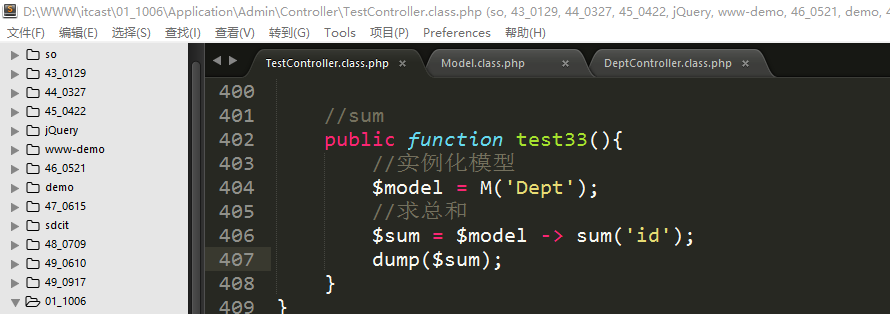 D:\WWW\itcast\01_1006\Application\Admin\Controller\TestController.class.php (so, 43_0129, 44_0327, 45_0422, jQuery, www-demo, 46_0521, demo, 4
文件(F) 编辑(E) 选择(S) 查找(I) 查看(V) 转到(G) Tools 项目(P) Preferences 帮助(H)
so
43_0129
44_0327
45_0422
jQuery
www-demo
46_0521
demo
47_0615
sdcit
48_0709
49_0610
49_0917
01_1006
TestController.class.php × Model.class.php × DeptController.class.php ×
400
401 //sum
402 public function test33(){
403 //实例化模型
404 $model = M('Dept');
405 //求总和
406 $sum = $model -> sum('id');
407 dump($sum);
408 }
409 }